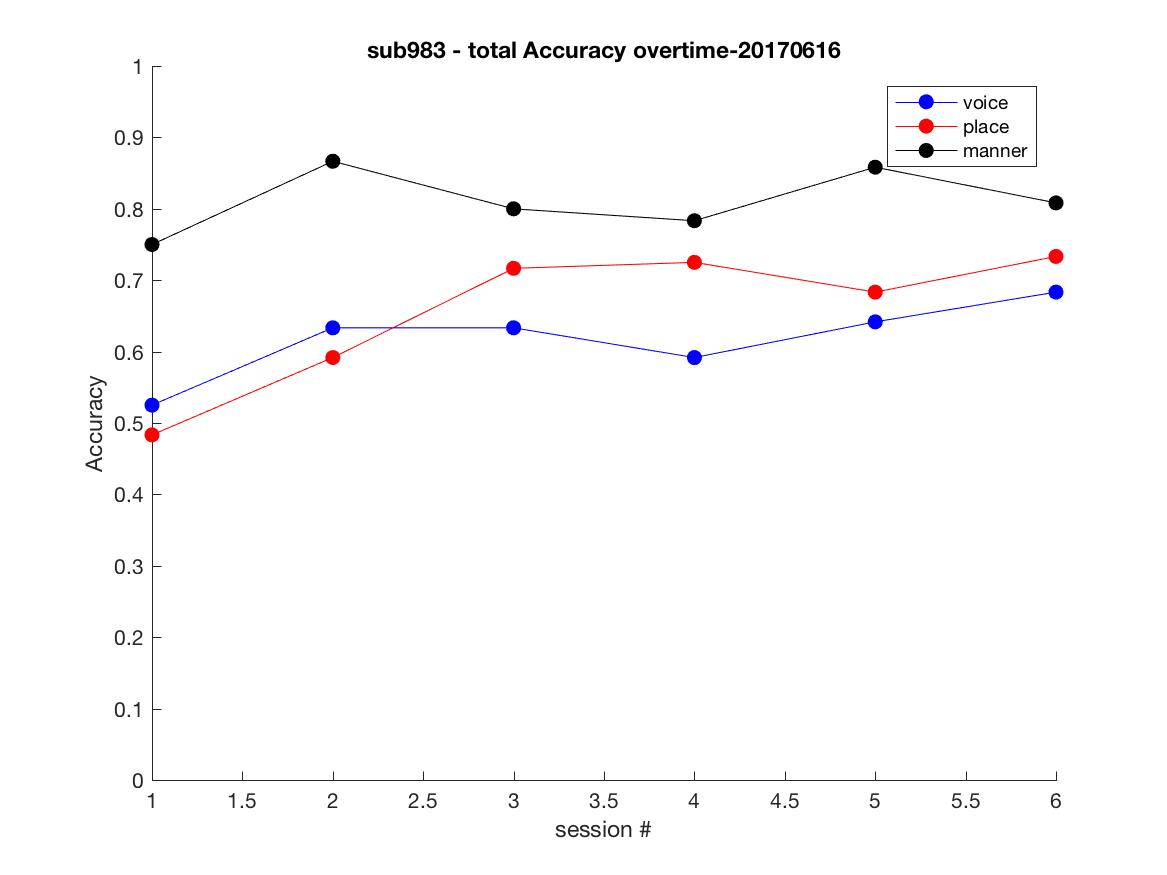 sub983 - total Accuracy overtime-20170616
voice
place
manner
Accuracy
1
0.9
0.8
0.7
0.6
0.5
0.4
0.3
0.2
0.1
0
1 1.5 2 2.5 3 3.5 4 4.5 5 5.5 6
session #